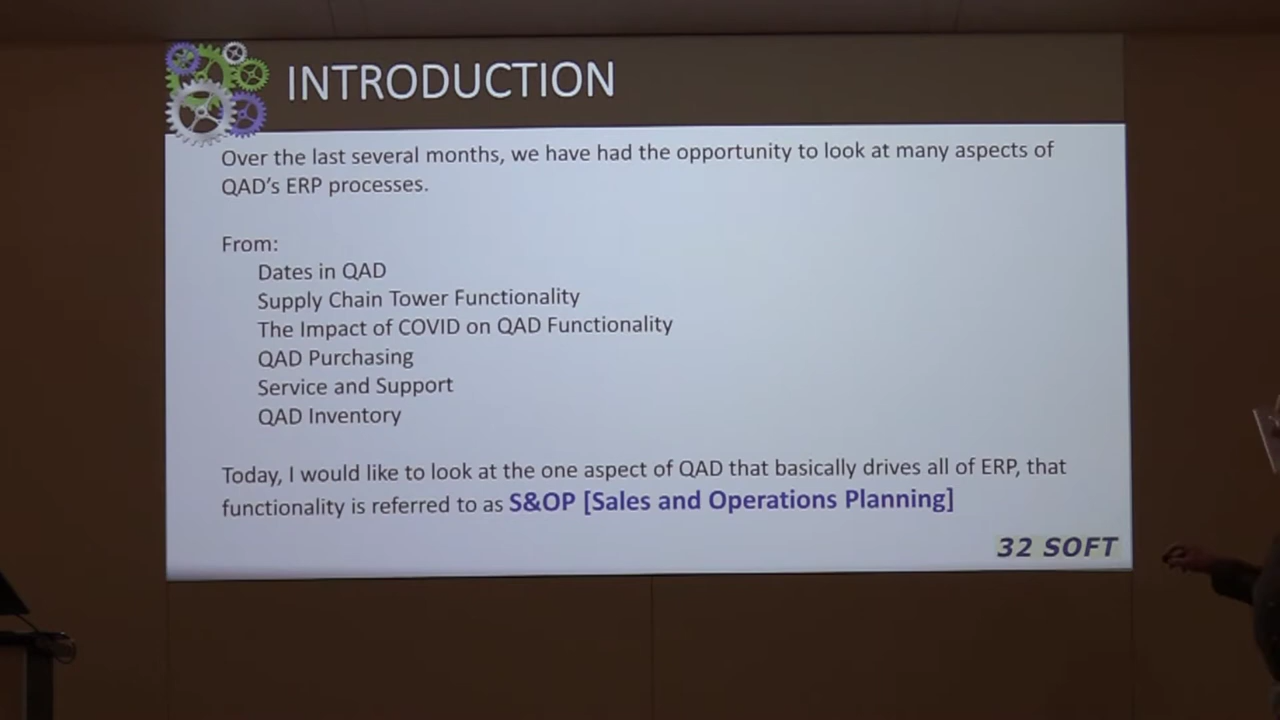 INTRODUCTION
Over the last several months, we have had the opportunity to look at many aspects of
QAD's ERP processes.
From:
Dates in QAD
Supply Chain Tower Functionality
The Impact of COVID on QAD Functionality
QAD Purchasing
Service and Support
QAD Inventory
Today, I would like to look at the one aspect of QAD that basically drives all of ERP, that
functionality is referred to as S&OP [Sales and Operations Planning]
32 SOFT